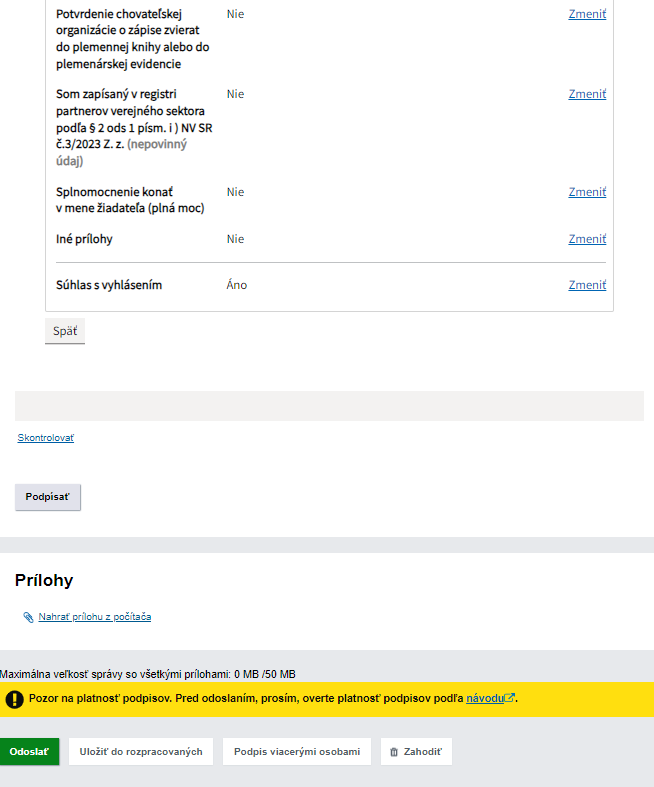 Potvrdenie chovateľskej Nie Zmeniť
organizácie o zápise zvierat
do plemennej knihy alebo do
plemenárskej evidencie
Som zapísaný v registri Nie Zmeniť
partnerov verejného sektora
podľa § 2 ods 1 písm. i ) NV SR
č.3/2023 Z. z. (nepovinný
údaj)
Splnomocnenie konať Nie Zmeniť
v mene žiadateľa (plná moc)
Iné prílohy Nie Zmeniť
Súhlas s vyhlásením Áno Zmeniť
Späť
Skontrolovať
Podpísať
Prílohy
Nahrať prílohu z počítača
Maximálna veľkosť správy so všetkými prílohami: 0 MB /50 MB
Pozor na platnosť podpisov. Pred odoslaním, prosím, overte platnosť podpisov podľa návodu.
Odoslať Uložiť do rozpracovaných Podpis viacerými osobami Zahodiť